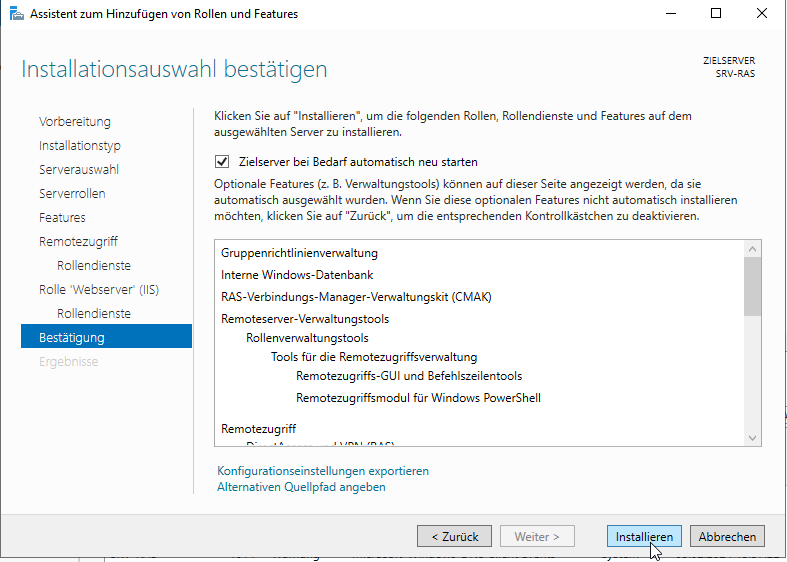 Assistent zum Hinzufügen von Rollen und Features
Installationsauswahl bestätigen
ZIELSERVER
SRV-RAS
Vorbereitung
Installationstyp
Serverauswahl
Serverrollen
Features
Remotezugriff
Rollendienste
Rolle 'Webserver' (IIS)
Rollendienste
Bestätigung
Ergebnisse
Klicken Sie auf "Installieren", um die folgenden Rollen, Rollendienste und Features auf dem
ausgewählten Server zu installieren.
Zielserver bei Bedarf automatisch neu starten
Optionale Features (z. B. Verwaltungstools) können auf dieser Seite angezeigt werden, da sie
automatisch ausgewählt wurden. Wenn Sie diese optionalen Features nicht automatisch installieren
möchten, klicken Sie auf "Zurück", um die entsprechenden Kontrollkästchen zu deaktivieren.
Gruppenrichtlinienverwaltung
Interne Windows-Datenbank
RAS-Verbindungs-Manager-Verwaltungskit (CMAK)
Remoteserver-Verwaltungstools
Rollenverwaltungstools
Tools für die Remotezugriffsverwaltung
Remotezugriffs-GUI und Befehlszeilentools
Remotezugriffsmodul für Windows PowerShell
Remotezugriff
DirectAccess und VPN (RAS)
Konfigurationseinstellungen exportieren
Alternativen Quellpfad angeben
< Zurück
Weiter >
Installieren
Abbrechen